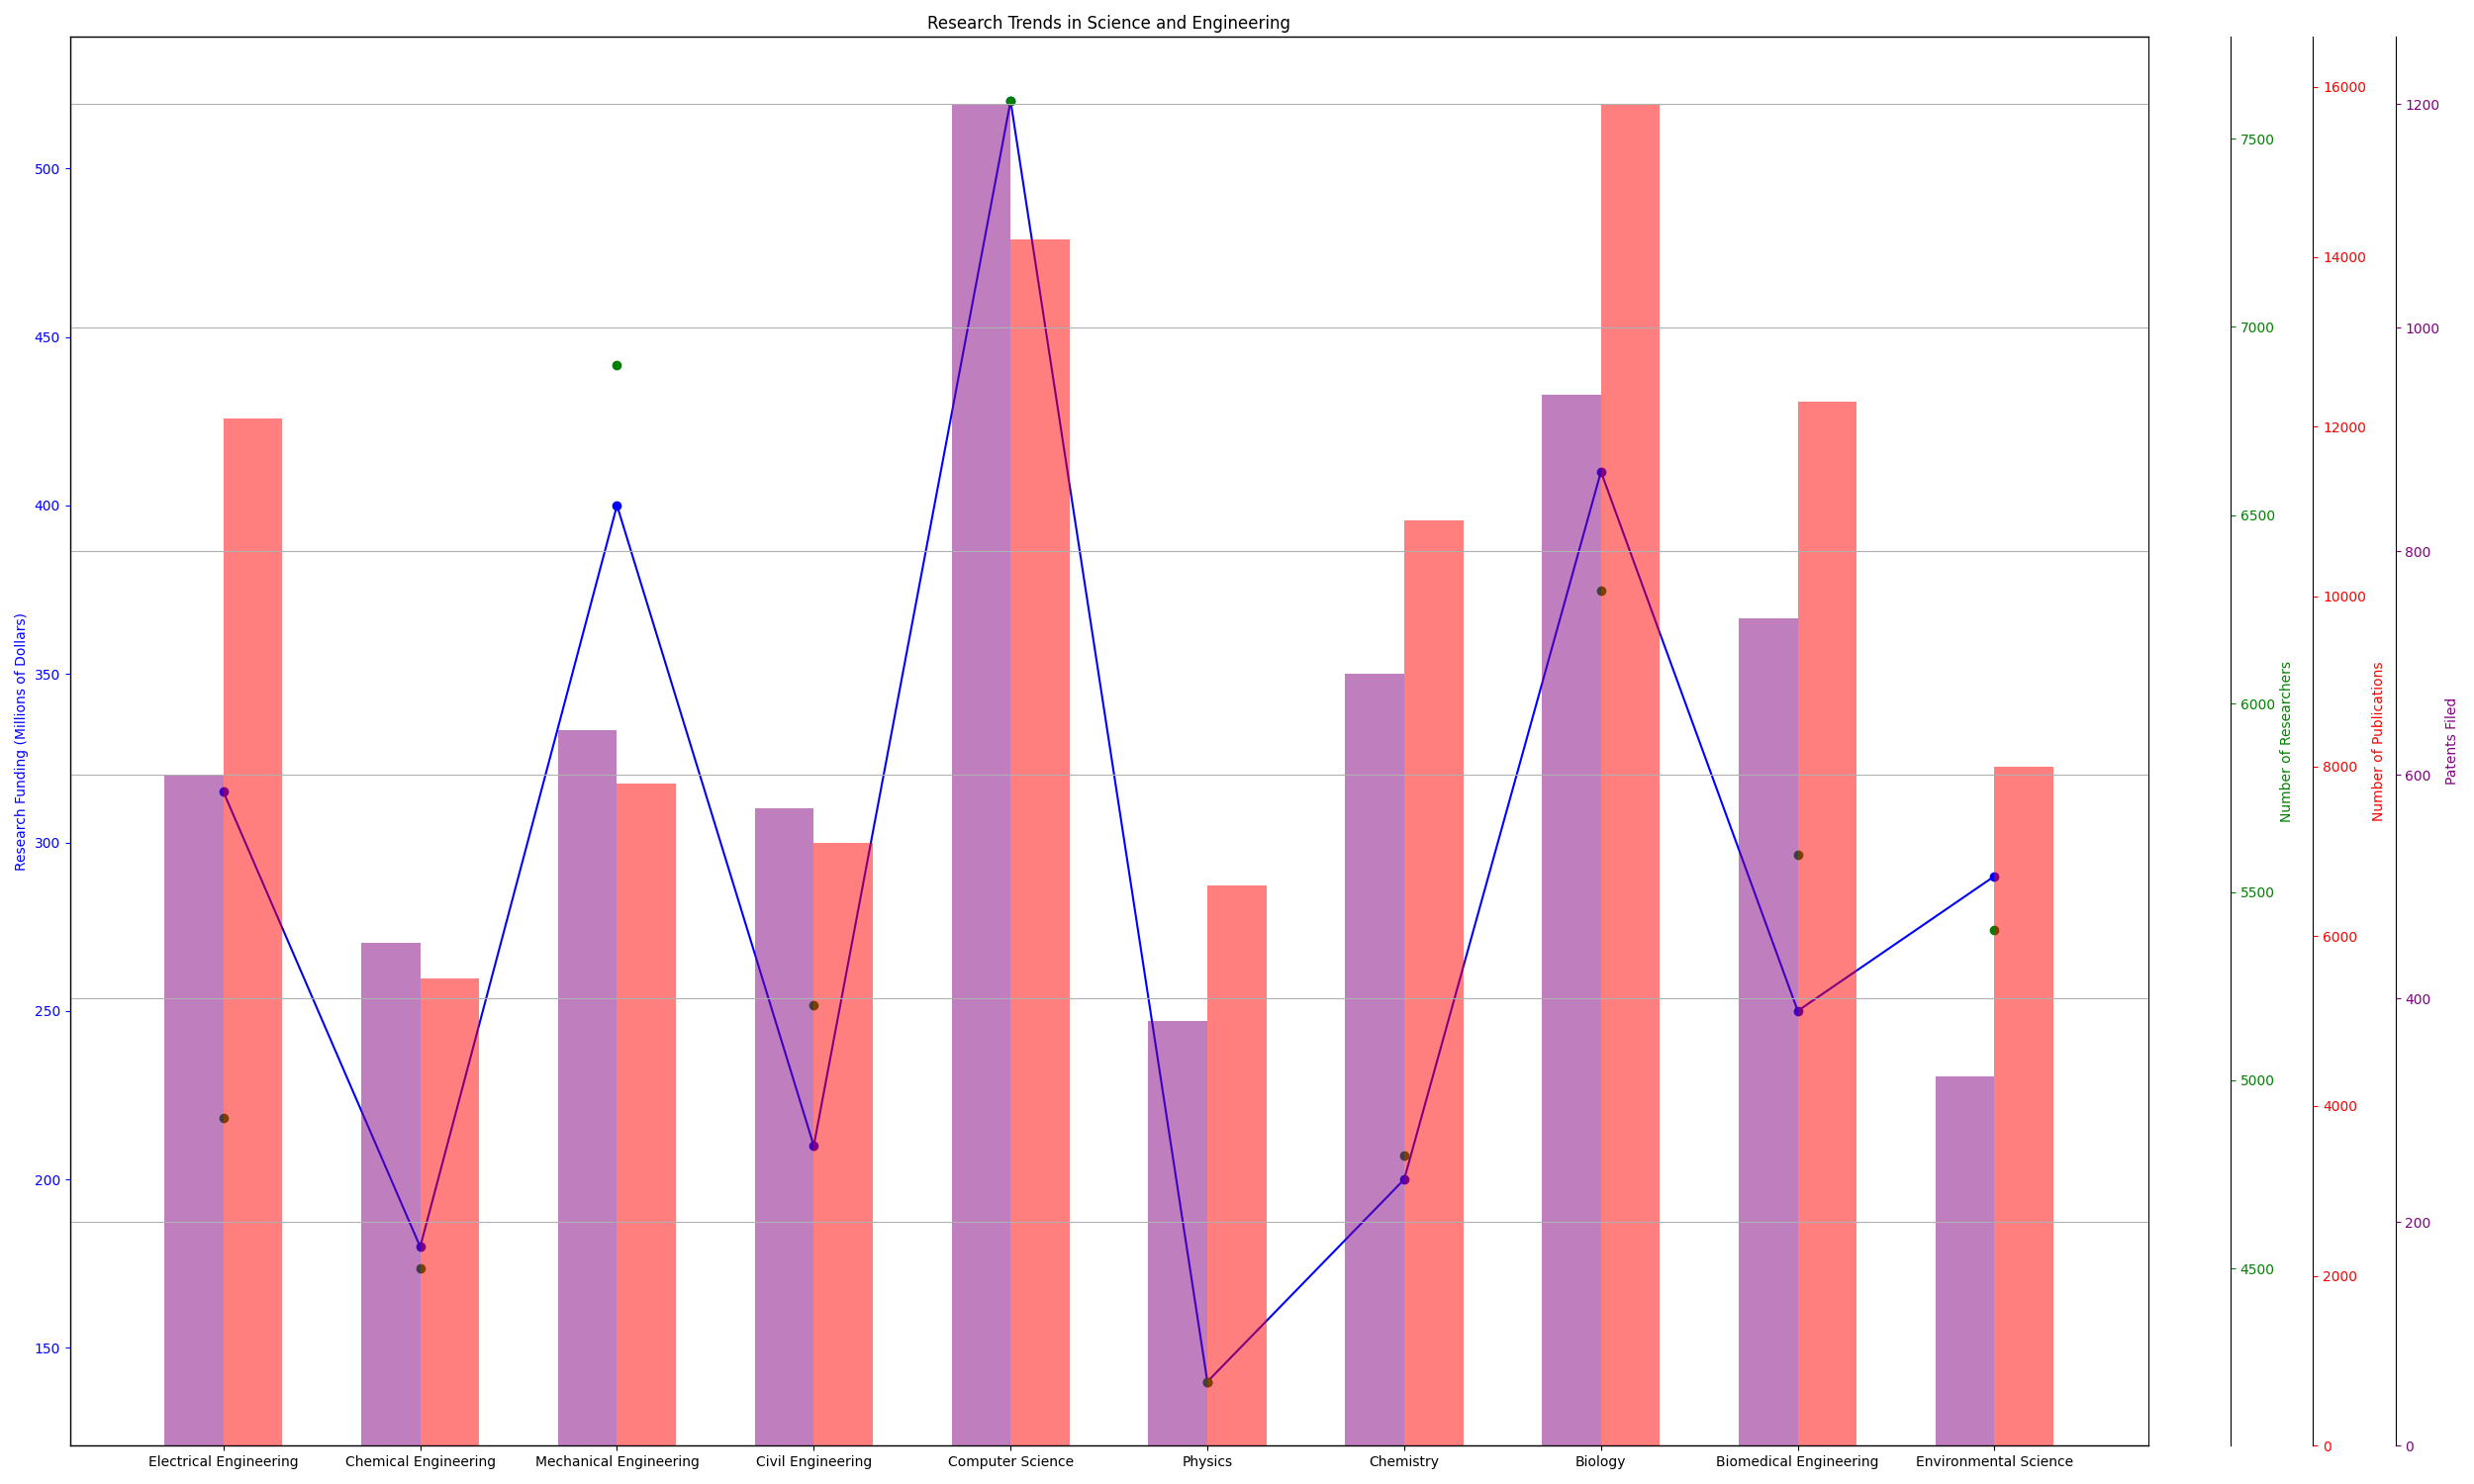 Research Trends in Science and Engineering
Research Funding (Millions of Dollars)
500
450
400
350
300
250
200
150
Electrical Engineering
Chemical Engineering
Mechanical Engineering
Civil Engineering
Computer Science
Physics
Chemistry
Biology
Biomedical Engineering
Environmental Science
7500
7000
6500
6000
5500
5000
4500
Number of Researchers
16000
14000
12000
10000
8000
6000
4000
2000
0
Number of Publications
1200
1000
800
600
400
200
0
Patents Filed